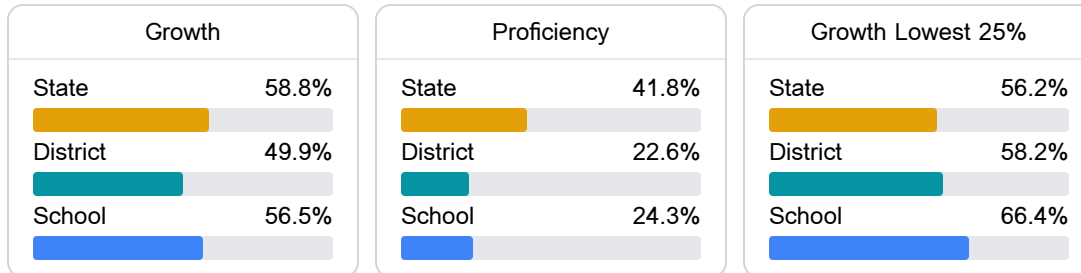 Growth
State 58.8%
District 49.9%
School 56.5%
Proficiency
State 41.8%
District 22.6%
School 24.3%
Growth Lowest 25%
State 56.2%
District 58.2%
School 66.4%